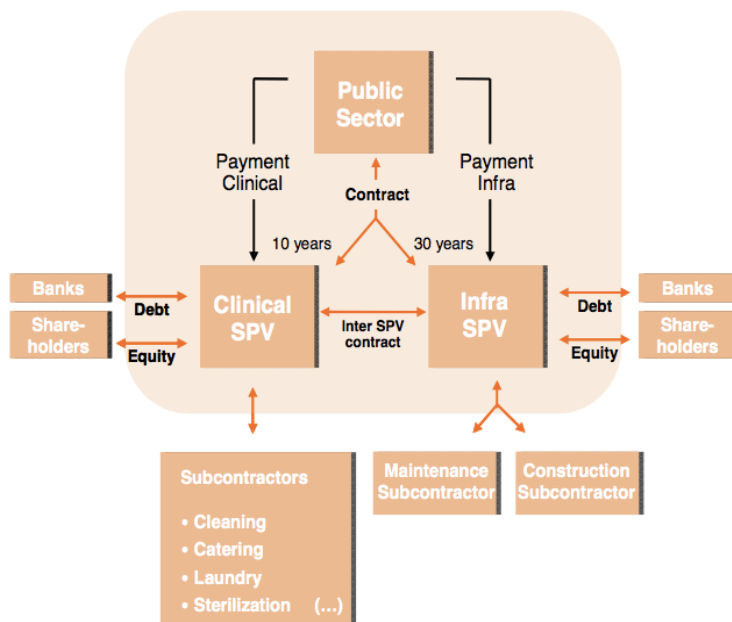 Public
Sector
Payment
Clinical
Payment
Infra
Contract
10 years
30 years
Banks
Debt
Share-
holders
Equity
Clinical
SPV
Inter SPV
contract
Infra
SPV
Debt
Banks
Equity
Share-
holders
Subcontractors
• Cleaning
• Catering
• Laundry
• Sterilization (...)
Maintenance
Subcontractor
Construction
Subcontractor